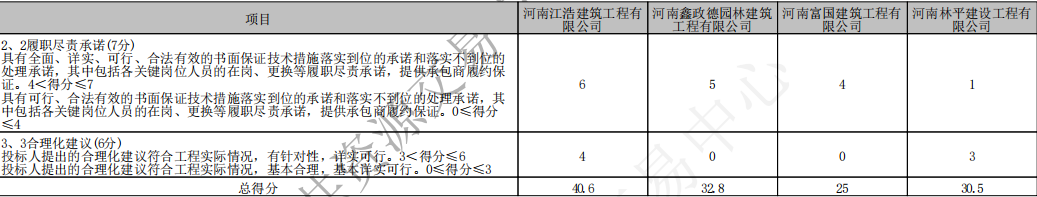 项目
河南江浩建筑工程有
限公司
河南鑫政德园林建筑
工程有限公司
河南富国建筑工程有
限公司
河南林平建设工程有
限公司
2、2履职尽责承诺(7分)
具有全面、详实、可行、合法有效的书面保证技术措施落实到位的承诺和落实不到位的
处理承诺，其中包括各关键岗位人员的在岗、更换等履职尽责承诺，提供承包商履约保
证。4＜得分≤7
具有可行、合法有效的书面保证技术措施落实到位的承诺和落实不到位的处理承诺，其
中包括各关键岗位人员的在岗、更换等履职尽责承诺，提供承包商履约保证。0≤得分
≤4
6
5
4
1
3、3合理化建议(6分)
投标人提出的合理化建议符合工程实际情况，有针对性，详实可行。3＜得分≤6
投标人提出的合理化建议符合工程实际情况，基本合理，基本详实可行。0≤得分≤3
4
0
0
3
总得分
40.6
32.8
25
30.5
共资源交易
易中心